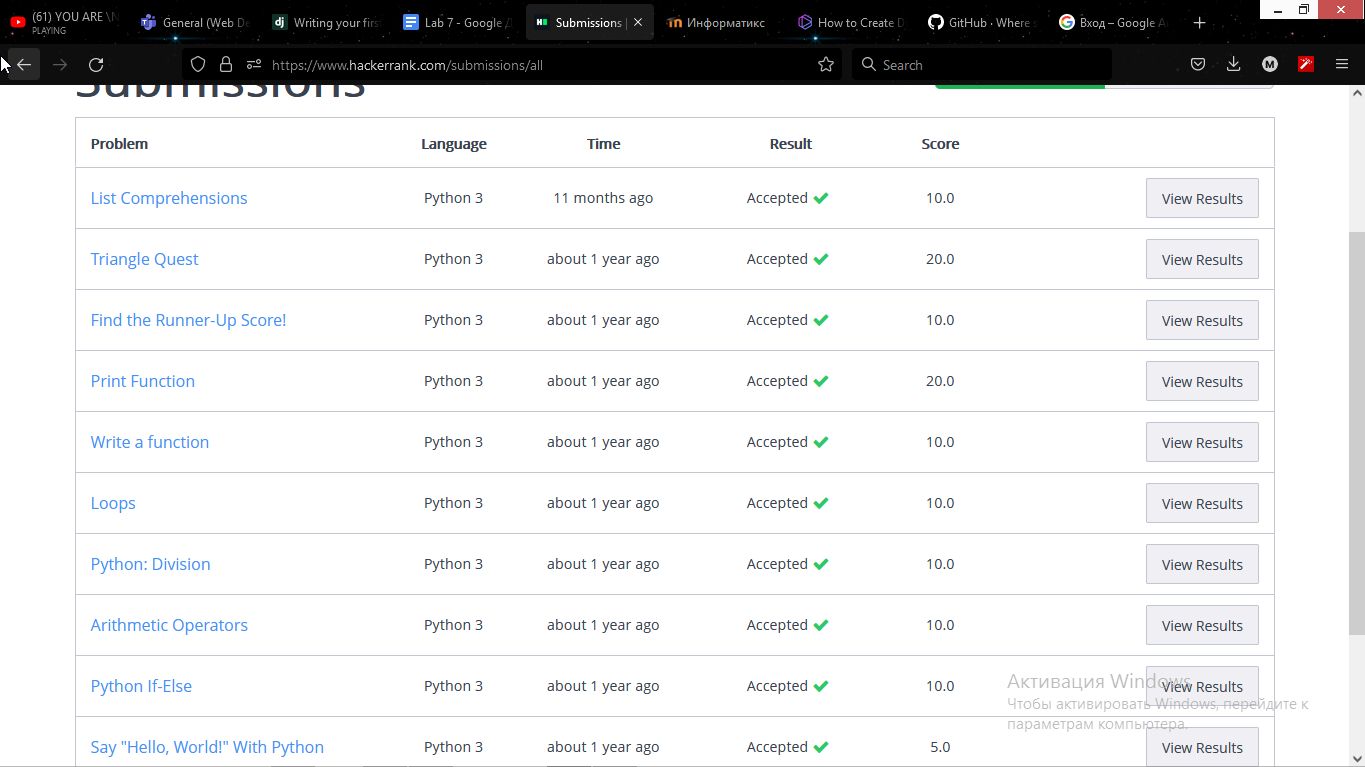 (61) YOU ARE \N
PLAYING
General (Web De
Writing your first
Lab 7 - Google Д
Submissions |
Информатикс
How to Create D
GitHub · Where s
Вход – Google A
https://www.hackerrank.com/submissions/all
Search
Submissions
Problem Language Time Result Score
List Comprehensions Python 3 11 months ago Accepted 10.0 View Results
Triangle Quest Python 3 about 1 year ago Accepted 20.0 View Results
Find the Runner-Up Score! Python 3 about 1 year ago Accepted 10.0 View Results
Print Function Python 3 about 1 year ago Accepted 20.0 View Results
Write a function Python 3 about 1 year ago Accepted 10.0 View Results
Loops Python 3 about 1 year ago Accepted 10.0 View Results
Python: Division Python 3 about 1 year ago Accepted 10.0 View Results
Arithmetic Operators Python 3 about 1 year ago Accepted 10.0 View Results
Python If-Else Python 3 about 1 year ago Accepted 10.0 View Results
Say "Hello, World!" With Python Python 3 about 1 year ago Accepted 5.0 View Results
Активация Windows
Чтобы активировать Windows, перейдите к
параметрам компьютера.